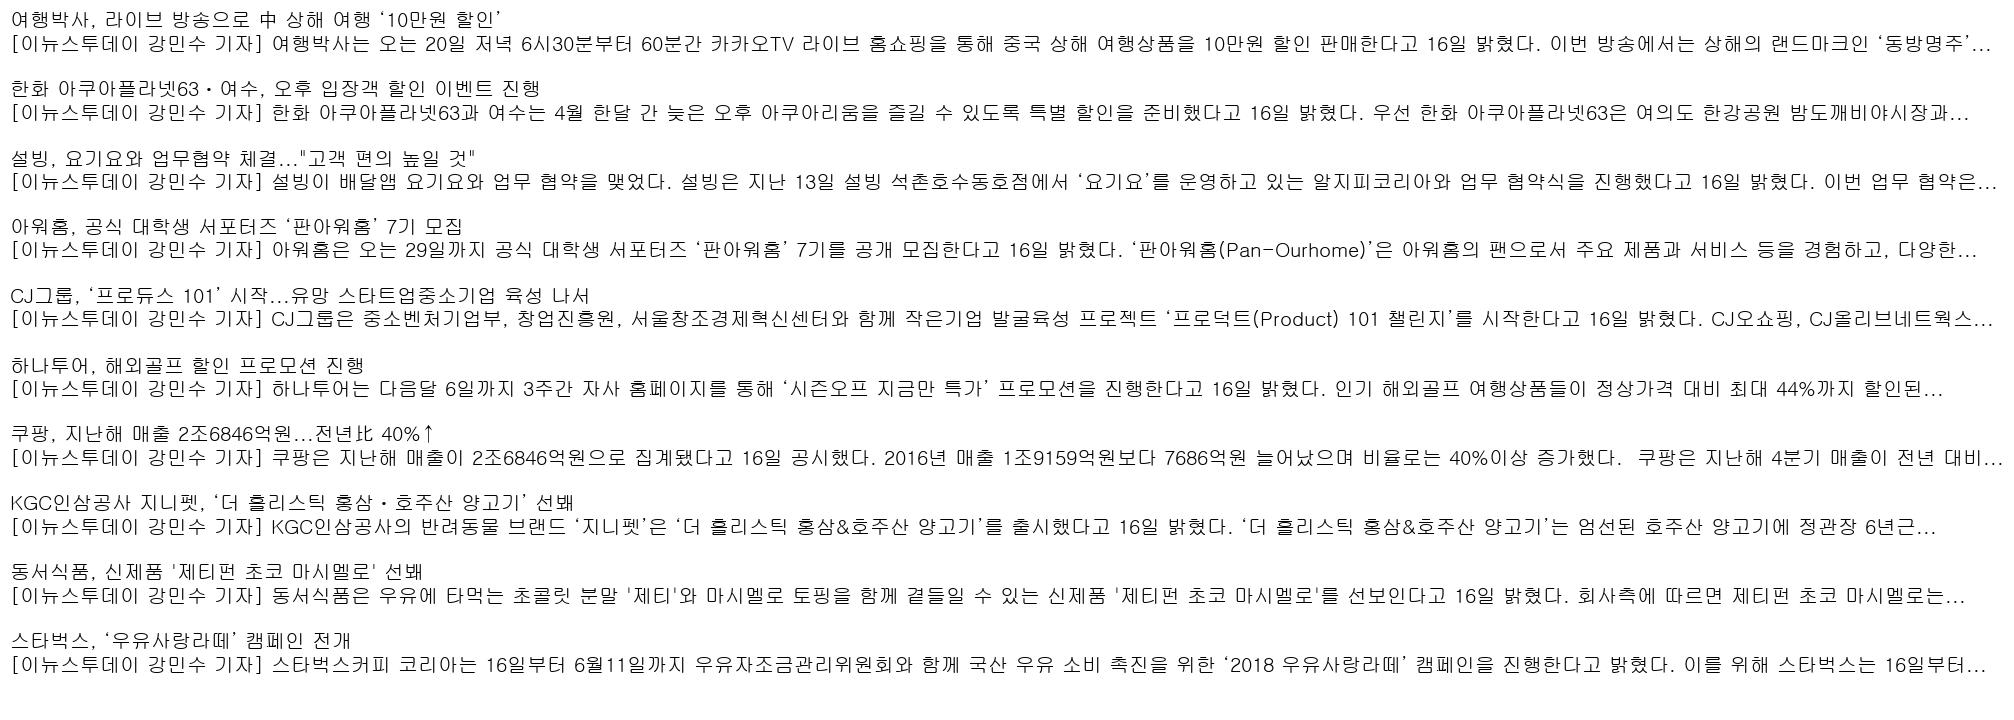 여행박사, 라이브 방송으로 中 상해 여행 ‘10만원 할인’
[이뉴스투데이 강민수 기자] 여행박사는 오는 20일 저녁 6시30분부터 60분간 카카오TV 라이브 홈쇼핑을 통해 중국 상해 여행상품을 10만원 할인 판매한다고 16일 밝혔다. 이번 방송에서는 상해의 랜드마크인 ‘동방명주’...
한화 아쿠아플라넷63·여수, 오후 입장객 할인 이벤트 진행
[이뉴스투데이 강민수 기자] 한화 아쿠아플라넷63과 여수는 4월 한달 간 늦은 오후 아쿠아리움을 즐길 수 있도록 특별 할인을 준비했다고 16일 밝혔다. 우선 한화 아쿠아플라넷63은 여의도 한강공원 밤도깨비야시장과...
설빙, 요기요와 업무협약 체결..."고객 편의 높일 것"
[이뉴스투데이 강민수 기자] 설빙이 배달앱 요기요와 업무 협약을 맺었다. 설빙은 지난 13일 설빙 석촌호수동호점에서 ‘요기요’를 운영하고 있는 알지피코리아와 업무 협약식을 진행했다고 16일 밝혔다. 이번 업무 협약은...
아워홈, 공식 대학생 서포터즈 ‘판아워홈’ 7기 모집
[이뉴스투데이 강민수 기자] 아워홈은 오는 29일까지 공식 대학생 서포터즈 ‘판아워홈’ 7기를 공개 모집한다고 16일 밝혔다. ‘판아워홈(Pan-Ourhome)’은 아워홈의 팬으로서 주요 제품과 서비스 등을 경험하고, 다양한...
CJ그룹, ‘프로듀스 101’ 시작...유망 스타트업중소기업 육성 나서
[이뉴스투데이 강민수 기자] CJ그룹은 중소벤처기업부, 창업진흥원, 서울창조경제혁신센터와 함께 작은기업 발굴육성 프로젝트 ‘프로덕트(Product) 101 챌린지’를 시작한다고 16일 밝혔다. CJ오쇼핑, CJ올리브네트웍스...
하나투어, 해외골프 할인 프로모션 진행
[이뉴스투데이 강민수 기자] 하나투어는 다음달 6일까지 3주간 자사 홈페이지를 통해 ‘시즌오프 지금만 특가’ 프로모션을 진행한다고 16일 밝혔다. 인기 해외골프 여행상품들이 정상가격 대비 최대 44%까지 할인된...
쿠팡, 지난해 매출 2조6846억원...전년比 40%↑
[이뉴스투데이 강민수 기자] 쿠팡은 지난해 매출이 2조6846억원으로 집계됐다고 16일 공시했다. 2016년 매출 1조9159억원보다 7686억원 늘어났으며 비율로는 40%이상 증가했다.  쿠팡은 지난해 4분기 매출이 전년 대비...
KGC인삼공사 지니펫, ‘더 홀리스틱 홍삼·호주산 양고기’ 선봬
[이뉴스투데이 강민수 기자] KGC인삼공사의 반려동물 브랜드 ‘지니펫’은 ‘더 홀리스틱 홍삼&호주산 양고기’를 출시했다고 16일 밝혔다. ‘더 홀리스틱 홍삼&호주산 양고기’는 엄선된 호주산 양고기에 정관장 6년근...
동서식품, 신제품 '제티펀 초코 마시멜로' 선봬
[이뉴스투데이 강민수 기자] 동서식품은 우유에 타먹는 초콜릿 분말 '제티'와 마시멜로 토핑을 함께 곁들일 수 있는 신제품 '제티펀 초코 마시멜로'를 선보인다고 16일 밝혔다. 회사측에 따르면 제티펀 초코 마시멜로는...
스타벅스, ‘우유사랑라떼’ 캠페인 전개
[이뉴스투데이 강민수 기자] 스타벅스커피 코리아는 16일부터 6월11일까지 우유자조금관리위원회와 함께 국산 우유 소비 촉진을 위한 ‘2018 우유사랑라떼’ 캠페인을 진행한다고 밝혔다. 이를 위해 스타벅스는 16일부터...